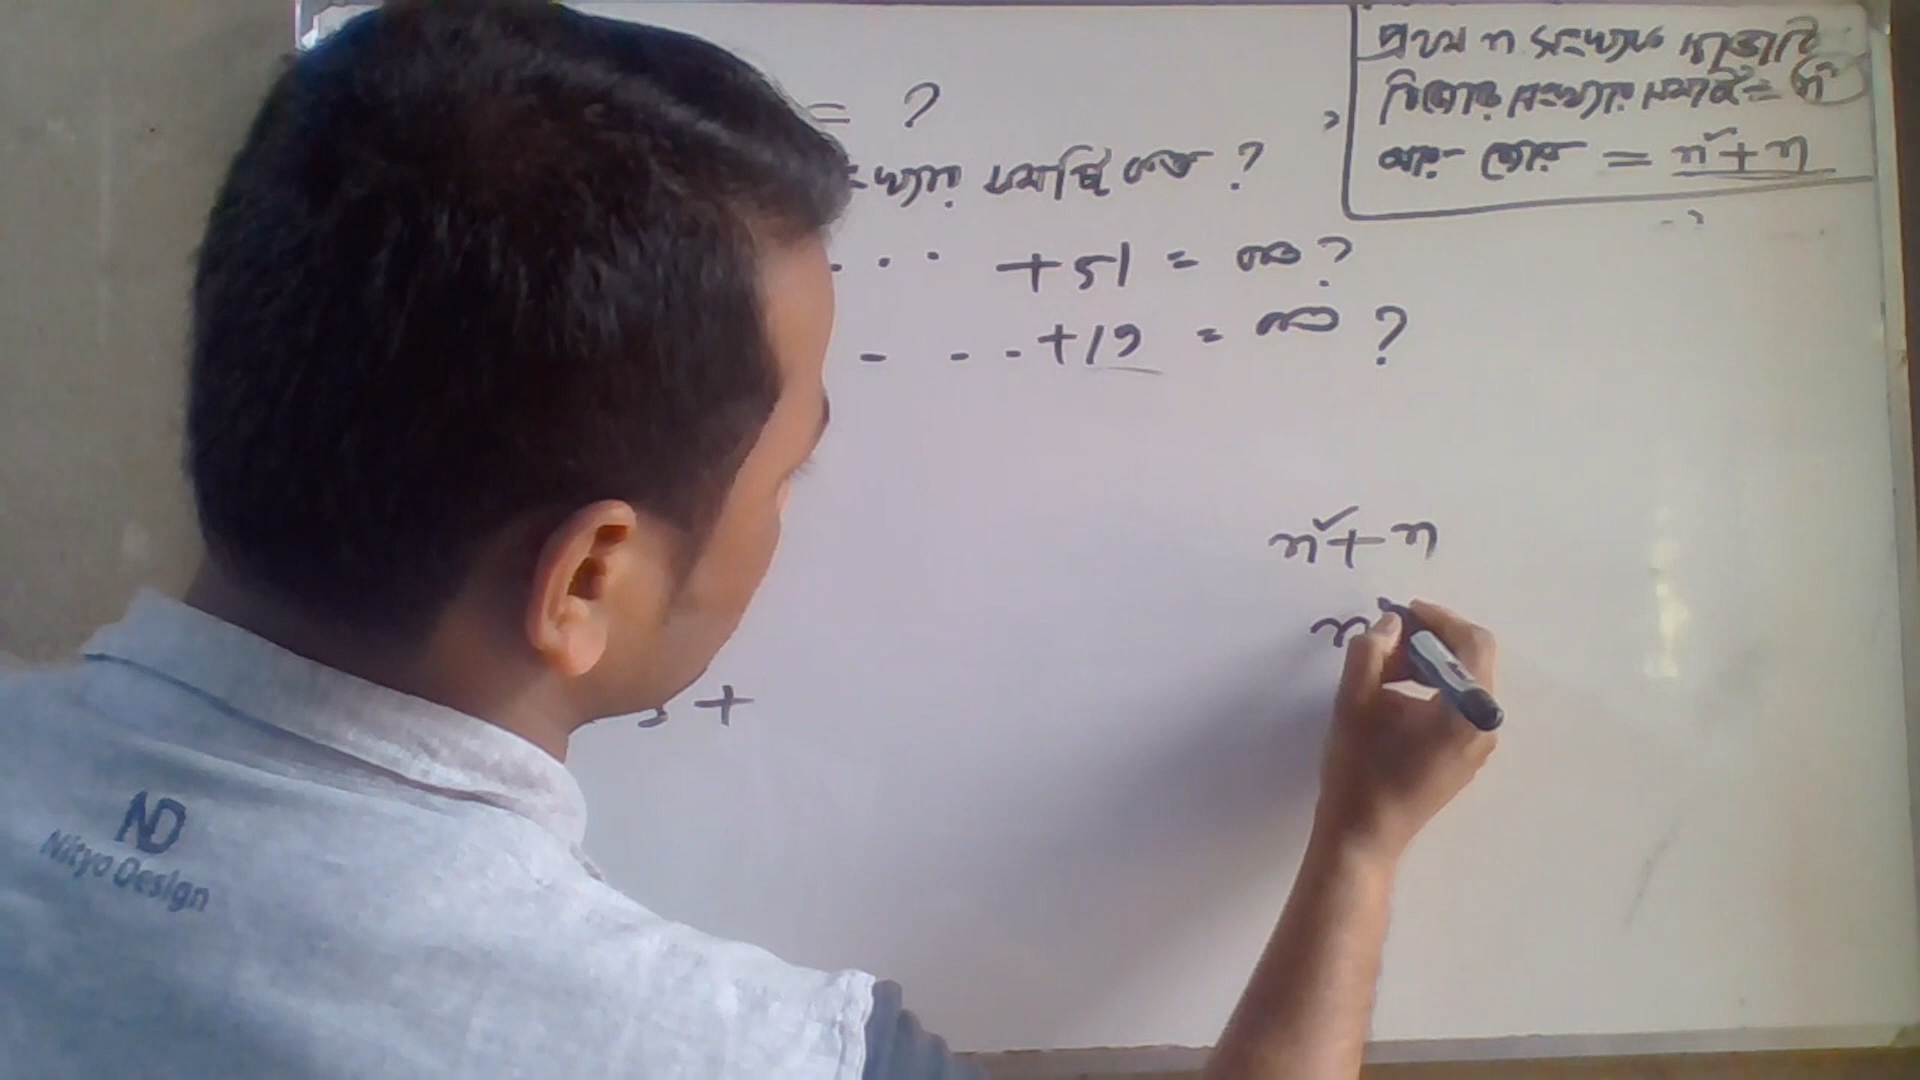 প্রথম n সংখ্যক স্বাভাবিক
বিজোড় সংখ্যার সমষ্টি = n²
আর জোড় = n² + n
= ?
সংখ্যার সমষ্টি কত ?
. . . +51 = কত ?
- - - - +19 = কত ?
n² + n
n
+
ND
Nityo Design